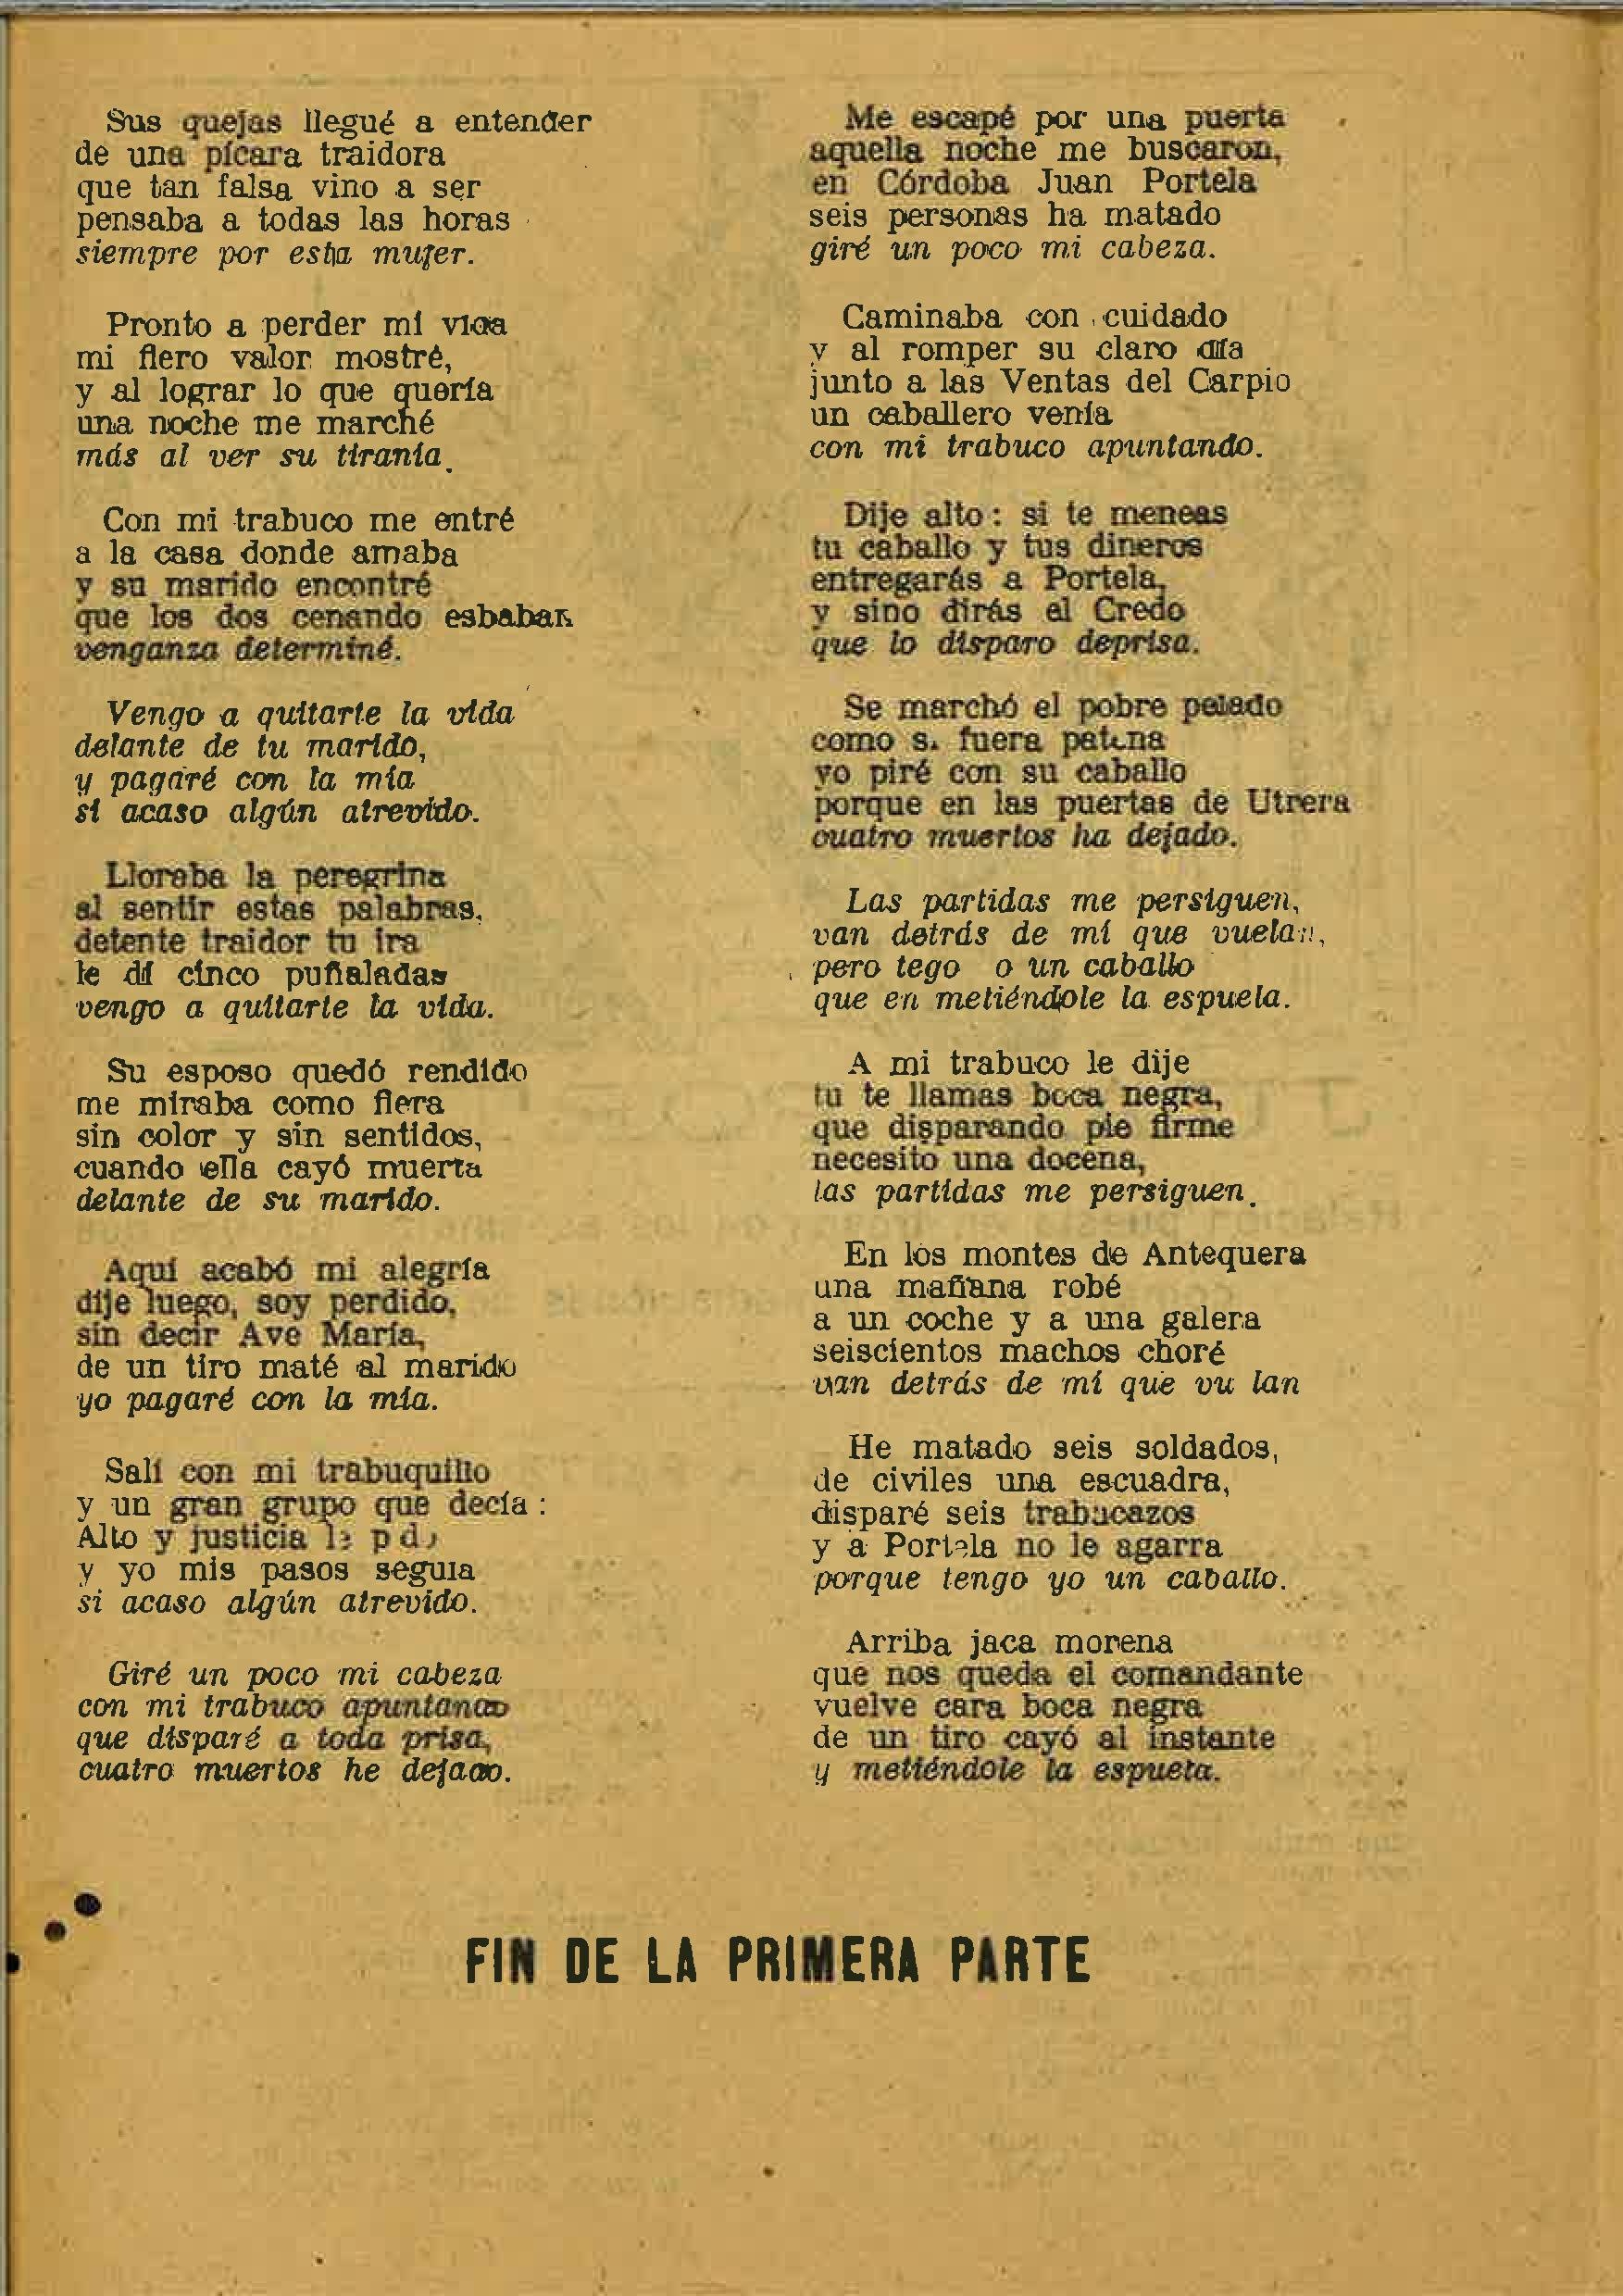 Sus quejas llegué a entender
de una pícara traidora
que tan falsa vino a ser
pensaba a todas las horas
siempre por esta mujer.
Pronto a perder mi vida
mi fiero valor mostré,
y al lograr lo que quería
una noche me marché
más al ver su tiranía.
Con mi trabuco me entré
a la casa donde amaba
y su marido encontré
que los dos cenando esbaban
venganza determiné.
Vengo a quitarte la vida
delante de tu marido,
y pagaré con la mía
si acaso algún atrevido.
Lloraba la peregrina
al sentir estas palabras,
detente traidor tu ira
le dí cinco puñaladas
vengo a quitarte la vida.
Su esposo quedó rendido
me miraba como fiera
sin color y sin sentidos,
cuando ella cayó muerta
delante de su marido.
Aquí acabó mi alegría
dije luego, soy perdido,
sin decir Ave María,
de un tiro maté al marido
yo pagaré con la mía.
Salí con mi trabuquillo
y un gran grupo que decía:
Alto y justicia
y yo mis pasos seguía
si acaso algún atrevido.
Giré un poco mi cabeza
con mi trabuco apuntando
que disparé a toda prisa,
cuatro muertos he dejado.
Me escapé por una puerta
aquella noche me buscaron,
en Córdoba Juan Portela
seis personas ha matado
giré un poco mi cabeza.
Caminaba con cuidado
y al romper su claro día
junto a las Ventas del Carpio
un caballero venía
con mi trabuco apuntando.
Dije alto: si te meneas
tu caballo y tus dineros
entregarás a Portela,
y sino dirás el Credo
que lo disparo deprisa.
Se marchó el pobre pelado
como si fuera patena
yo piré con su caballo
porque en las puertas de Utrera
cuatro muertos ha dejado.
Las partidas me persiguen,
van detrás de mí que vuelan,
pero tego o un caballo
que en metiéndole la espuela.
A mi trabuco le dije
tu te llamas boca negra,
que disparando pie firme
necesito una docena,
las partidas me persiguen.
En los montes de Antequera
una mañana robé
a un coche y a una galera
seiscientos machos choré
van detrás de mí que vu lan
He matado seis soldados,
de civiles una escuadra,
disparé seis trabucazos
y a Portela no le agarra
porque tengo yo un caballo.
Arriba jaca morena
que nos queda el comandante
vuelve cara boca negra
de un tiro cayó al instante
y metiéndole la espuela.
FIN DE LA PRIMERA PARTE